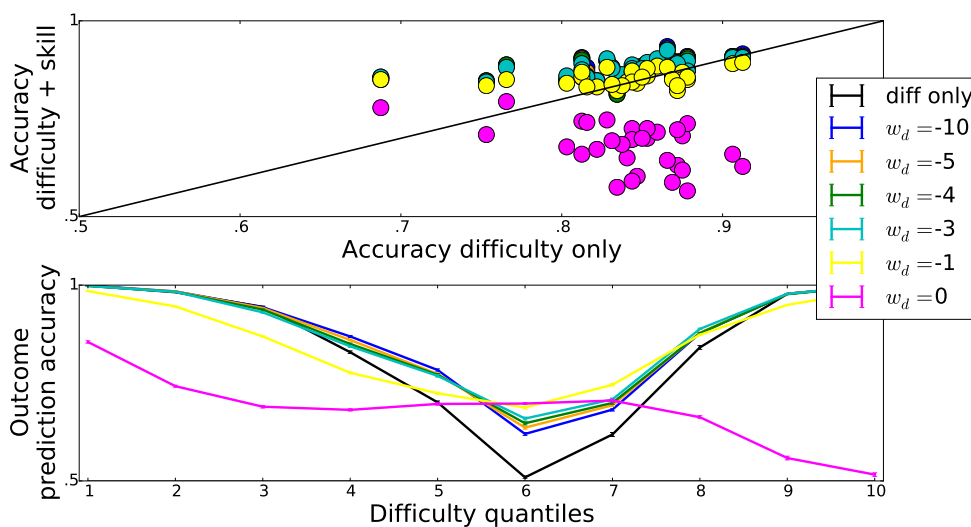 1
Accuracy
difficulty + skill
.5
.5
.6
.7
.8
.9
Accuracy difficulty only
diff only
w_d =-10
w_d =-5
w_d =-4
w_d =-3
w_d =-1
w_d =0
1
Outcome
prediction accuracy
.5
1 2 3 4 5 6 7 8 9 10
Difficulty quantiles